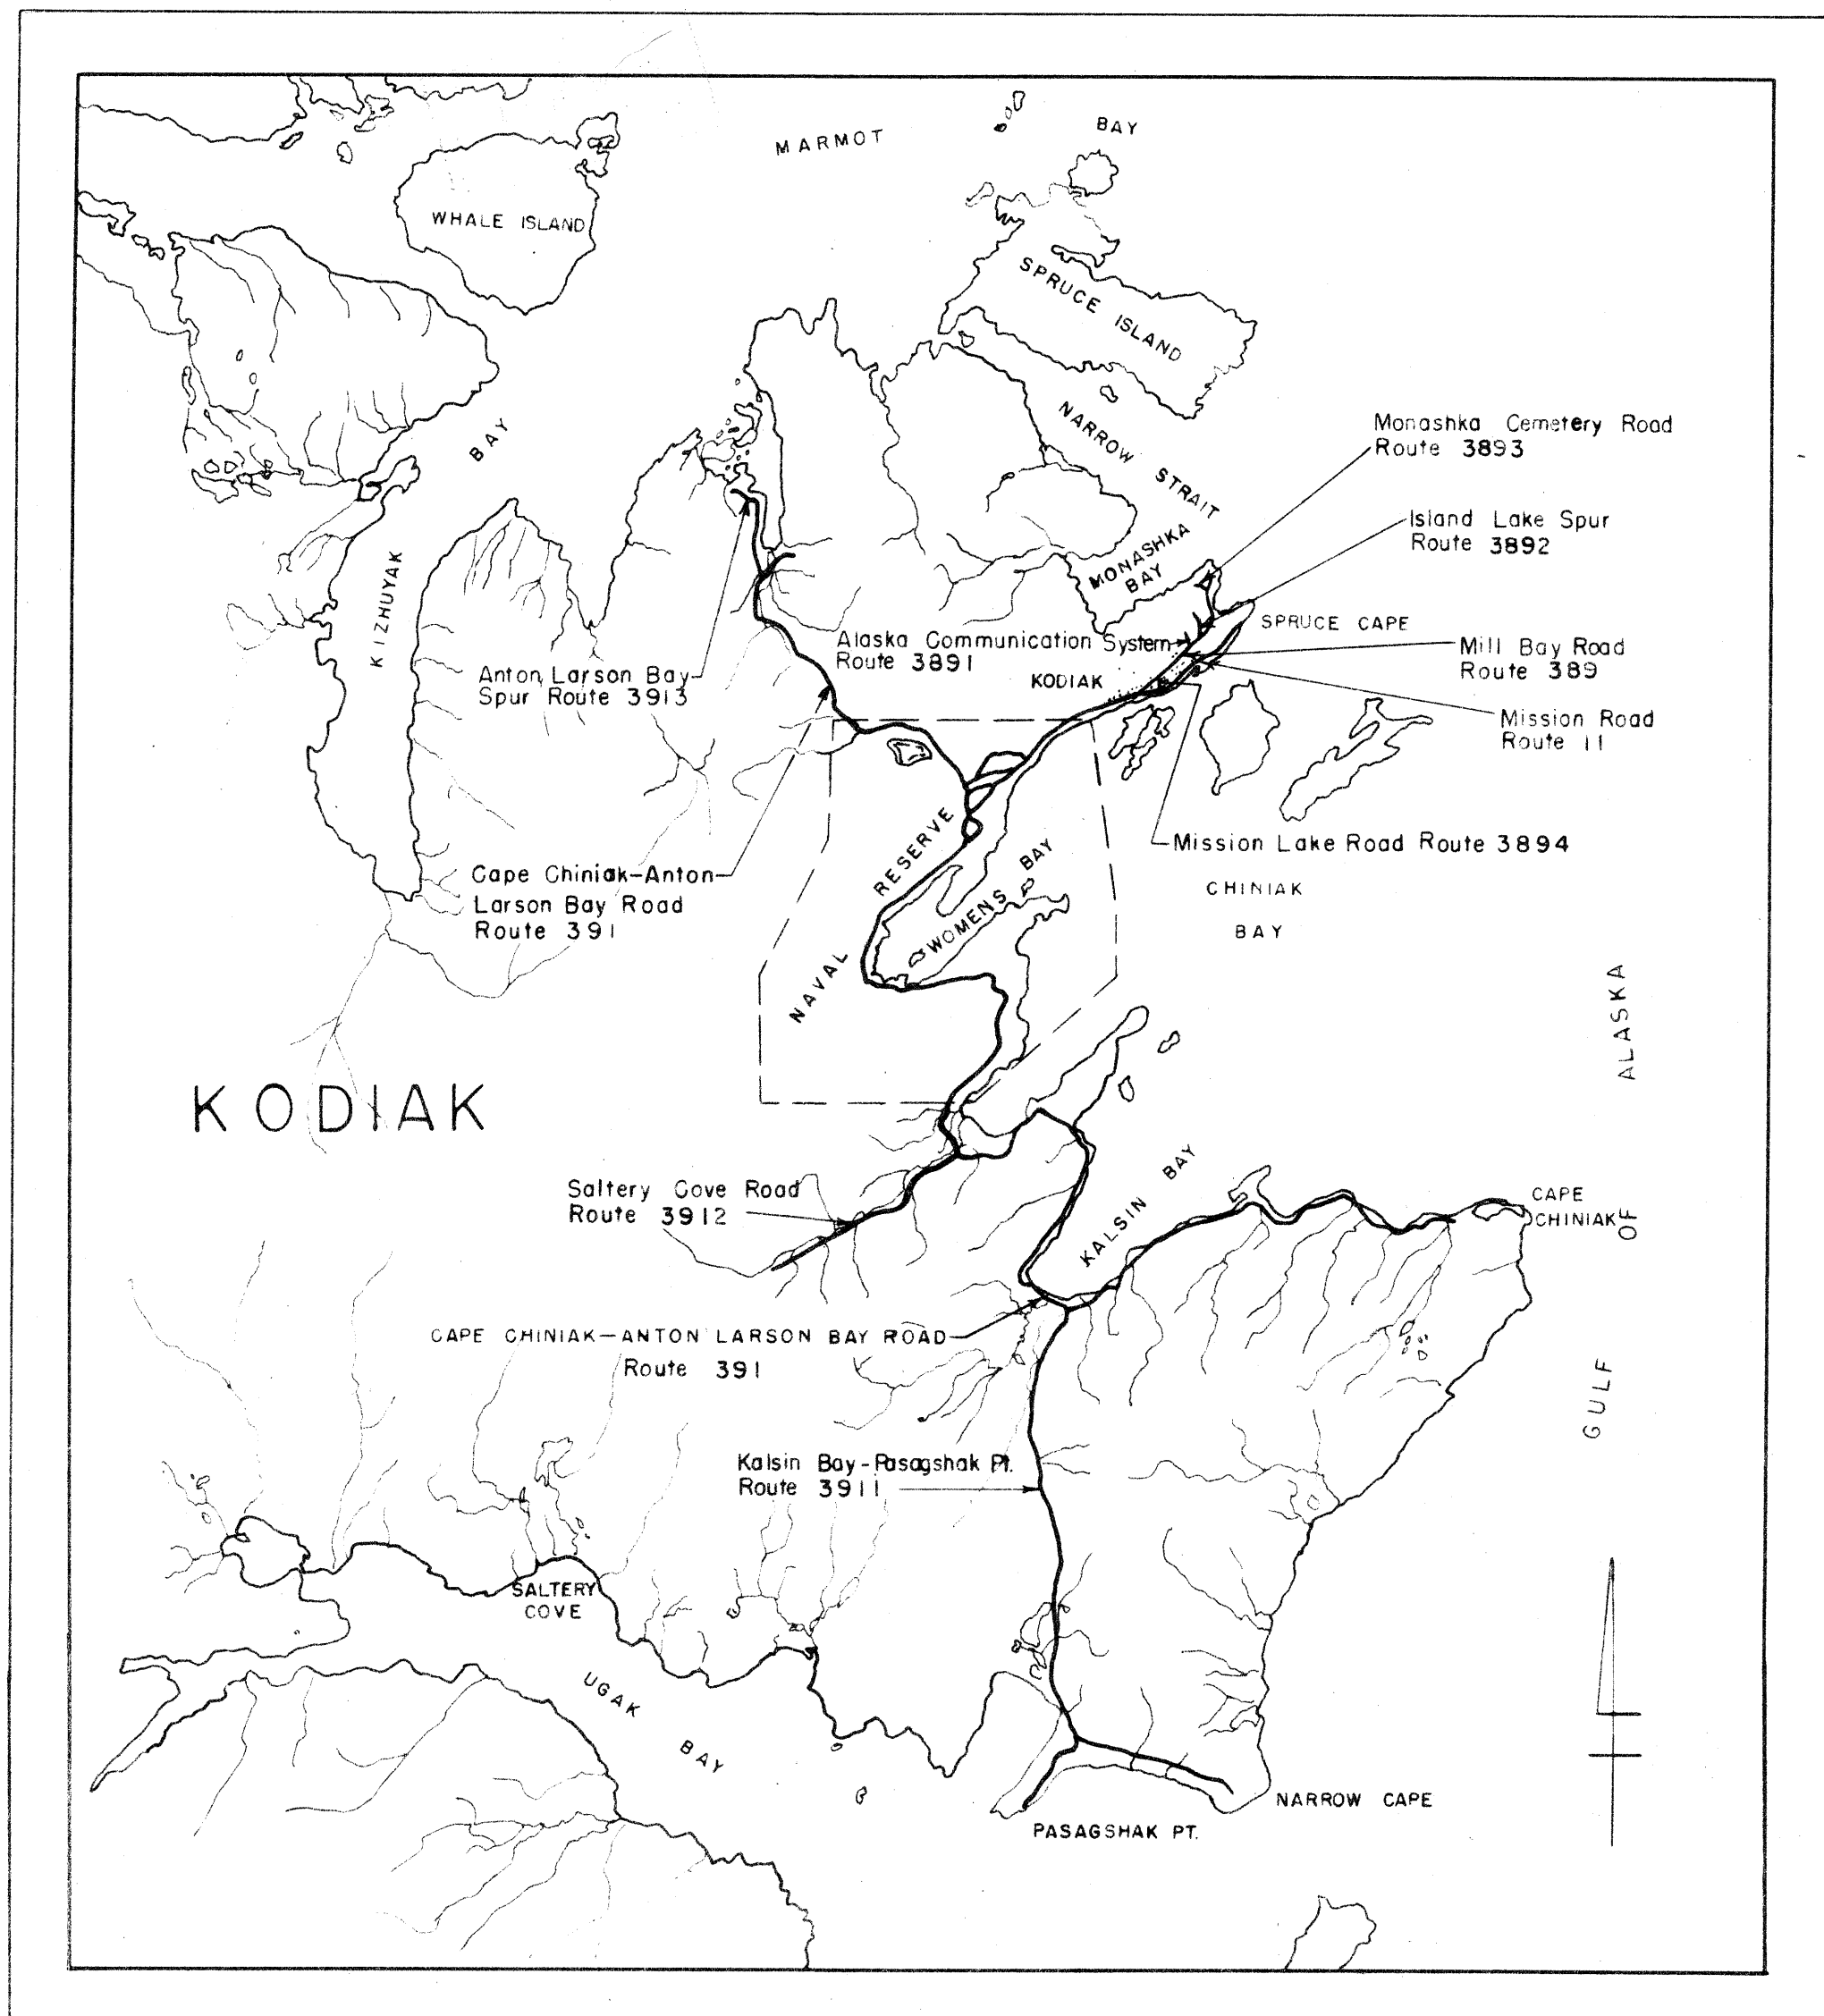 MARMOT BAY
WHALE ISLAND
SPRUCE ISLAND
NARROW STRAIT
Monashka Cemetery Road
Route 3893
KIZHUYAK BAY
Island Lake Spur
Route 3892
MONASHKA
BAY
SPRUCE CAPE
Alaska Communication System
Route 3891
Mill Bay Road
Route 389
Anton Larson Bay
Spur Route 3913
KODIAK
Mission Road
Route 11
Mission Lake Road Route 3894
Cape Chiniak-Anton
Larson Bay Road
Route 391
NAVAL RESERVE
WOMENS BAY
CHINIAK
BAY
GULF OF ALASKA
KODIAK
Saltery Cove Road
Route 3912
KALSIN BAY
CAPE
CHINIAK
CAPE CHINIAK-ANTON LARSON BAY ROAD
Route 391
Kalsin Bay-Pasagshak Pt.
Route 3911
SALTERY
COVE
UGAK BAY
NARROW CAPE
PASAGSHAK PT.